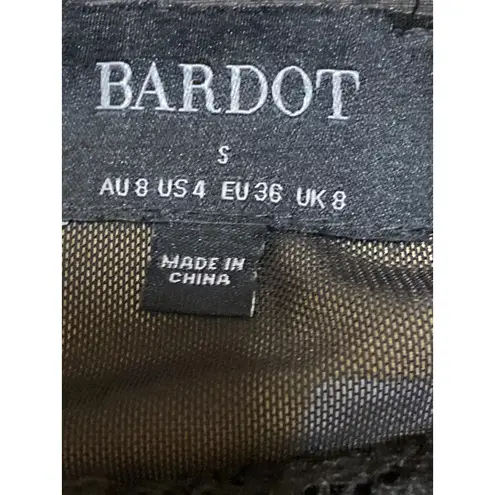 BARDOT
S
AU 8 US 4 EU 36 UK 8
MADE IN
CHINA